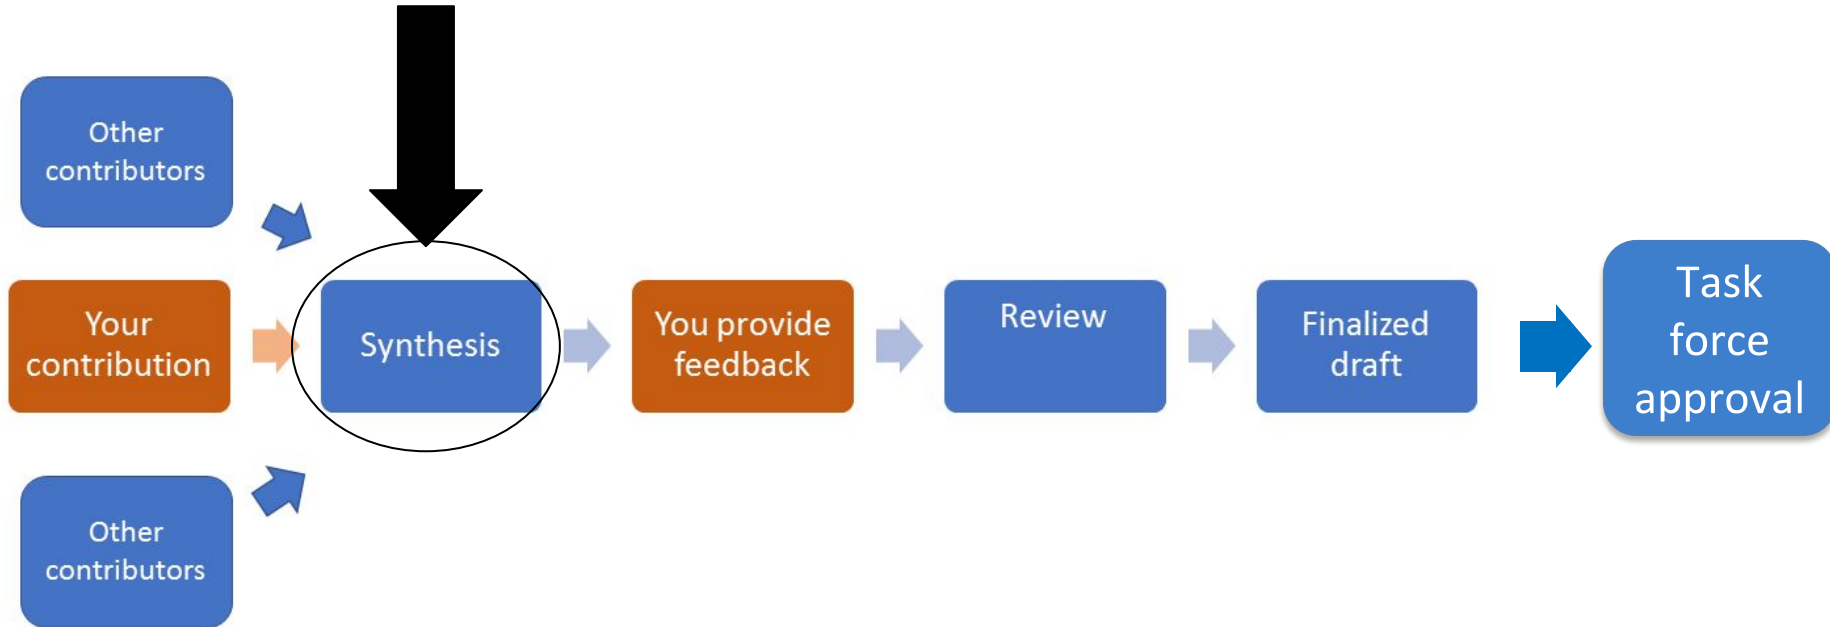 Other
contributors
Your
contribution
Other
contributors
Synthesis
You provide
feedback
Review
Finalized
draft
Task
force
approval